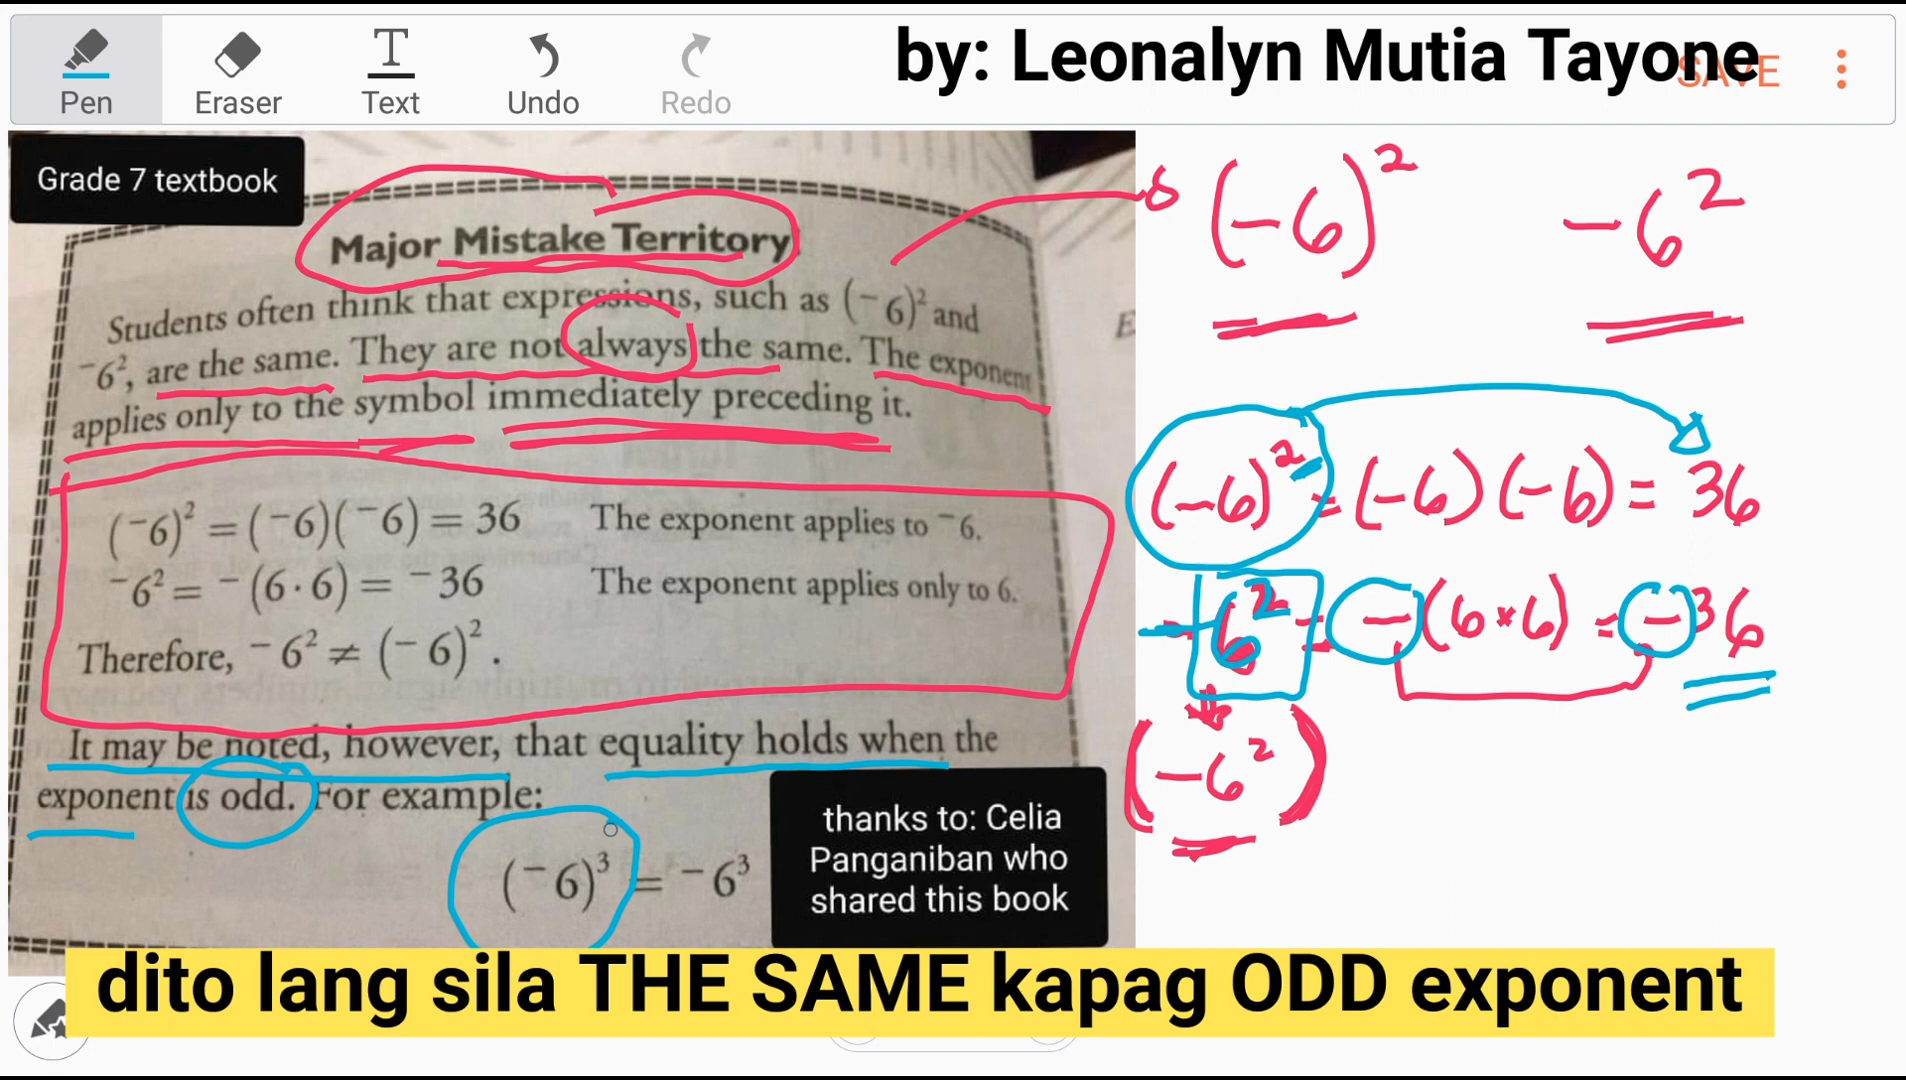 Pen
Eraser
Text
Undo
Redo
by: Leonalyn Mutia Tayone
SAVE
Grade 7 textbook
Major Mistake Territory
Students often think that expressions, such as (⁻6)² and
⁻6², are the same. They are not always the same. The exponent
applies only to the symbol immediately preceding it.
(⁻6)² = (⁻6)(⁻6) = 36 The exponent applies to ⁻6.
⁻6² = ⁻(6·6) = ⁻36 The exponent applies only to 6.
Therefore, ⁻6² ≠ (⁻6)².
It may be noted, however, that equality holds when the
exponent is odd. For example:
(⁻6)³ = ⁻6³
thanks to: Celia
Panganiban who
shared this book
(-6)² -6²
(-6)² = (-6)(-6) = 36
-6² = -(6*6) = -36
(-6²)
dito lang sila THE SAME kapag ODD exponent